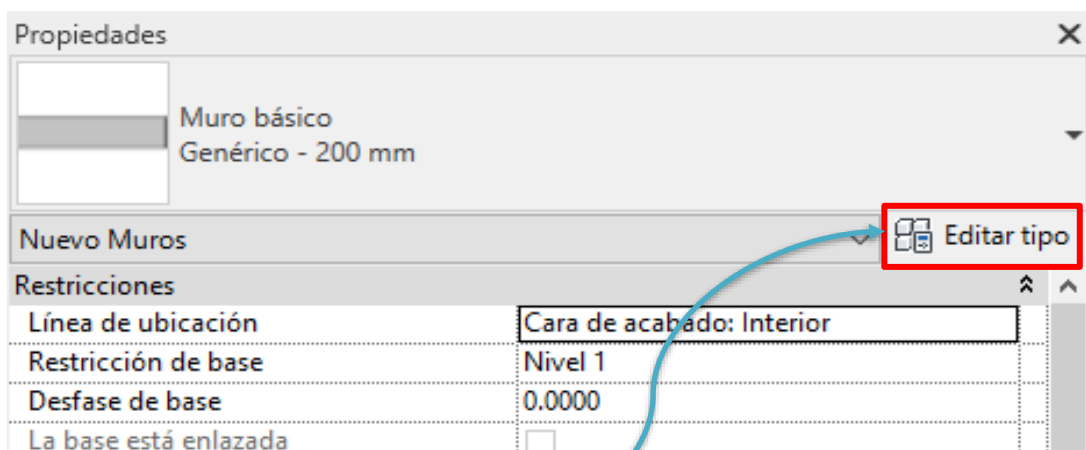 Propiedades
Muro básico
Genérico - 200 mm
Nuevo Muros
Editar tipo
Restricciones
Línea de ubicación Cara de acabado: Interior
Restricción de base Nivel 1
Desfase de base 0.0000
La base está enlazada